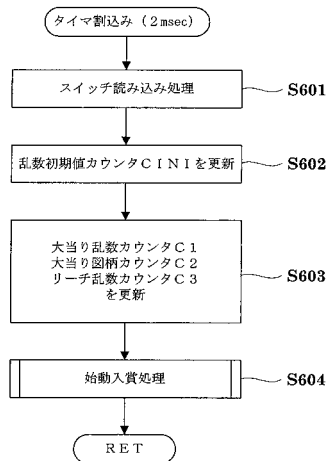 タイマ割込み（2msec）
スイッチ読み込み処理
S601
乱数初期値カウンタＣＩＮＩを更新
S602
大当り乱数カウンタＣ１
大当り図柄カウンタＣ２
リーチ乱数カウンタＣ３
を更新
S603
始動入賞処理
S604
ＲＥＴ